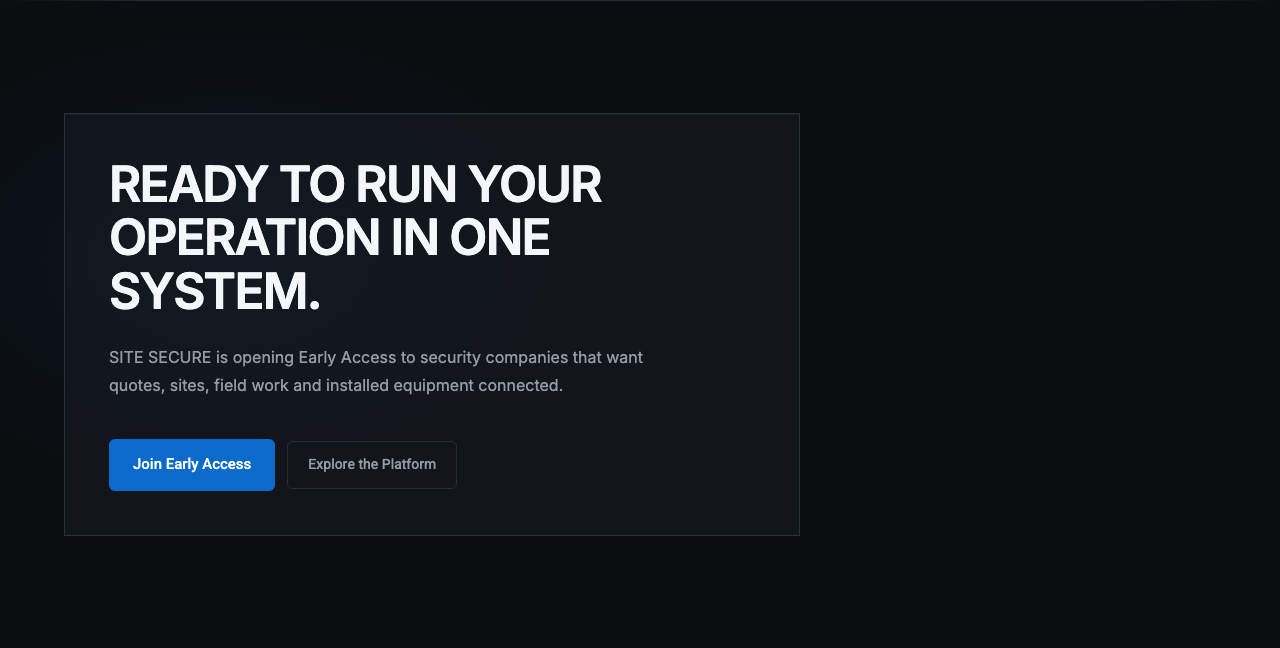 READY TO RUN YOUR
OPERATION IN ONE
SYSTEM.
SITE SECURE is opening Early Access to security companies that want
quotes, sites, field work and installed equipment connected.
Join Early Access
Explore the Platform